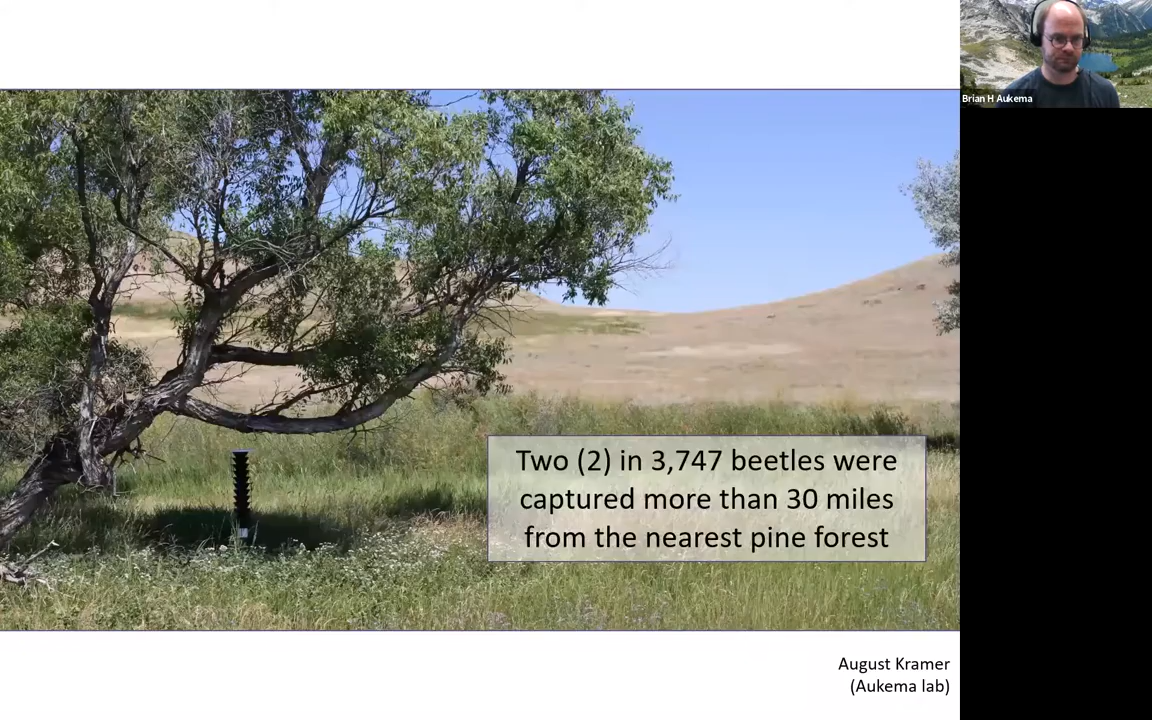 Brian H Aukema
Two (2) in 3,747 beetles were
captured more than 30 miles
from the nearest pine forest
August Kramer
(Aukema lab)